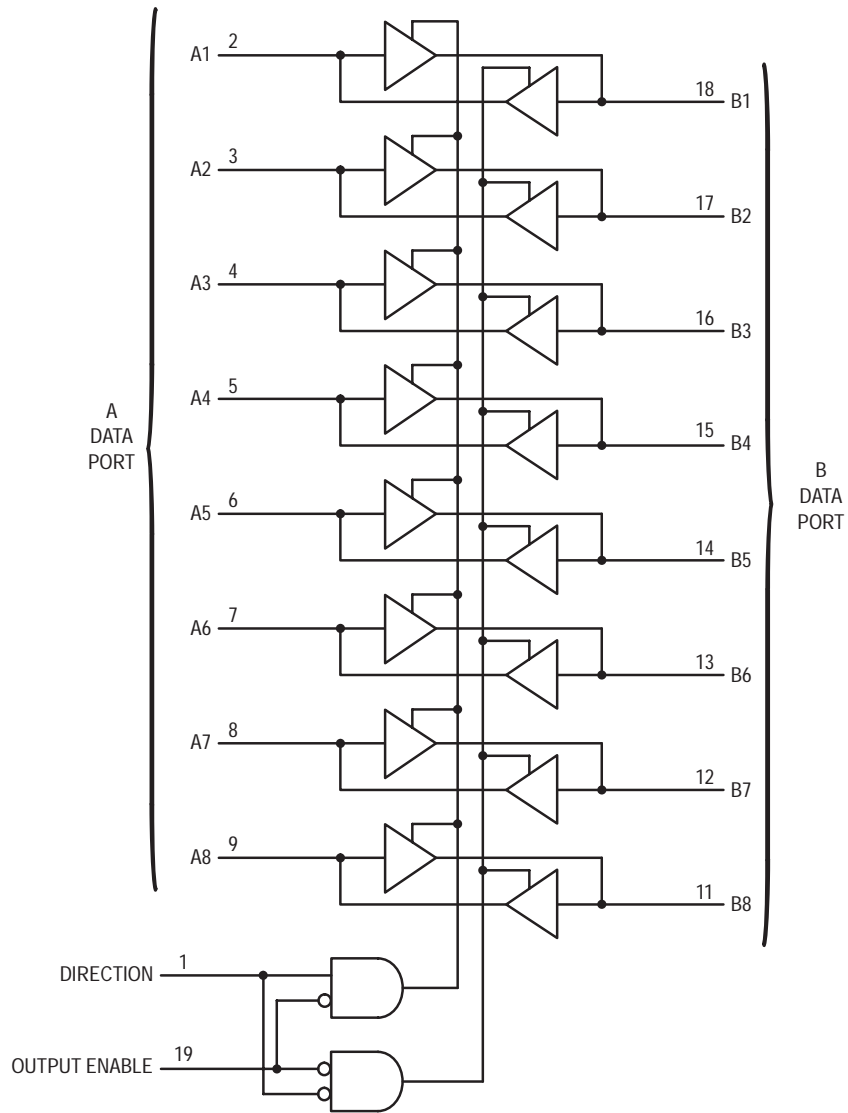 A1 2
18 B1
A2 3
17 B2
A3 4
16 B3
A4 5
15 B4
A
DATA
PORT
B
DATA
PORT
A5 6
14 B5
A6 7
13 B6
A7 8
12 B7
A8 9
11 B8
DIRECTION 1
OUTPUT ENABLE 19